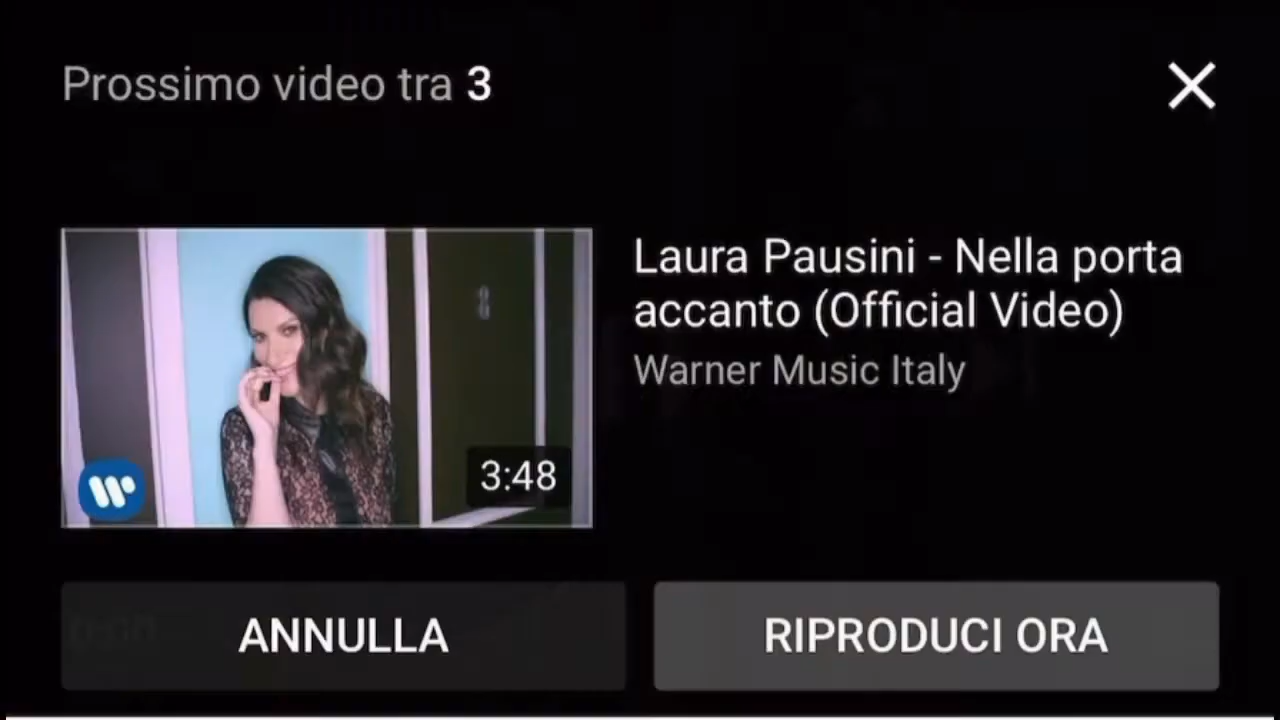 Prossimo video tra 3
Laura Pausini - Nella porta
accanto (Official Video)
Warner Music Italy
3:48
ANNULLA
RIPRODUCI ORA